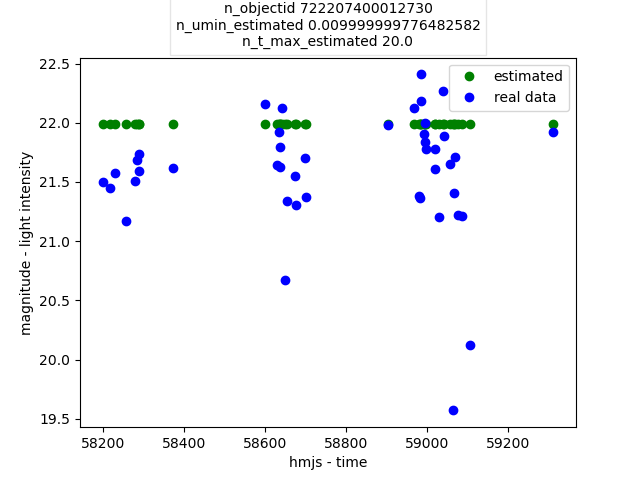 n_objectid 722207400012730
n_umin_estimated 0.009999999776482582
n_t_max_estimated 20.0
22.5
22.0
21.5
21.0
20.5
20.0
19.5
magnitude - light intensity
estimated
real data
58200 58400 58600 58800 59000 59200
hmjs - time